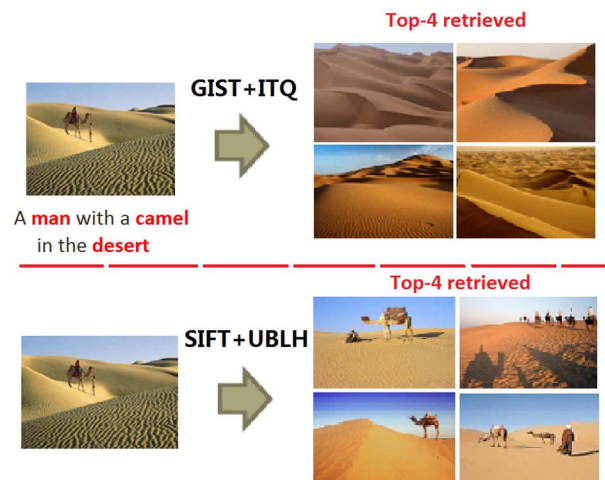 Top-4 retrieved
GIST+ITQ
A man with a camel
in the desert
Top-4 retrieved
SIFT+UBLH